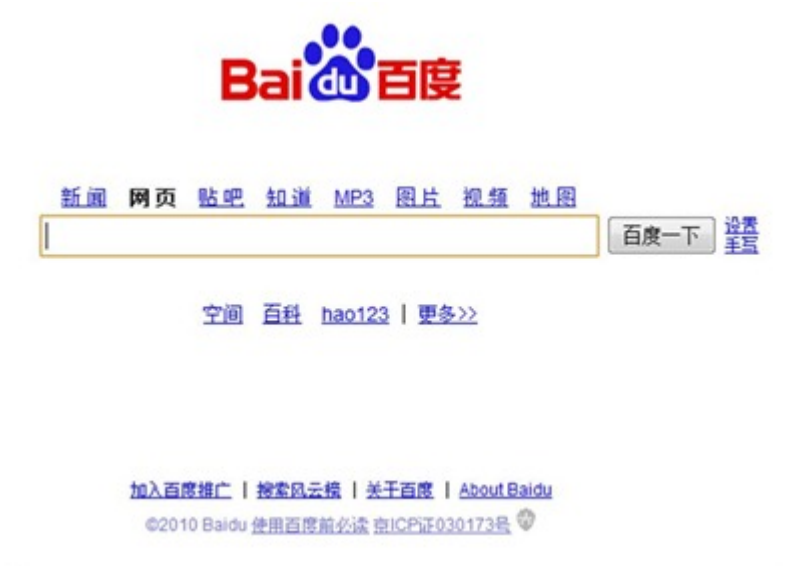 Bai du 百度
新闻 网页 贴吧 知道 MP3 图片 视频 地图
百度一下 设置
手写
空间 百科 hao123 | 更多>>
加入百度推广 | 搜索风云榜 | 关于百度 | About Baidu
©2010 Baidu 使用百度前必读 京ICP证030173号